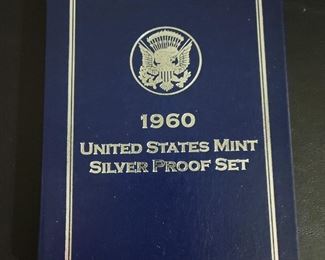 1960
UNITED STATES MINT
SILVER PROOF SET